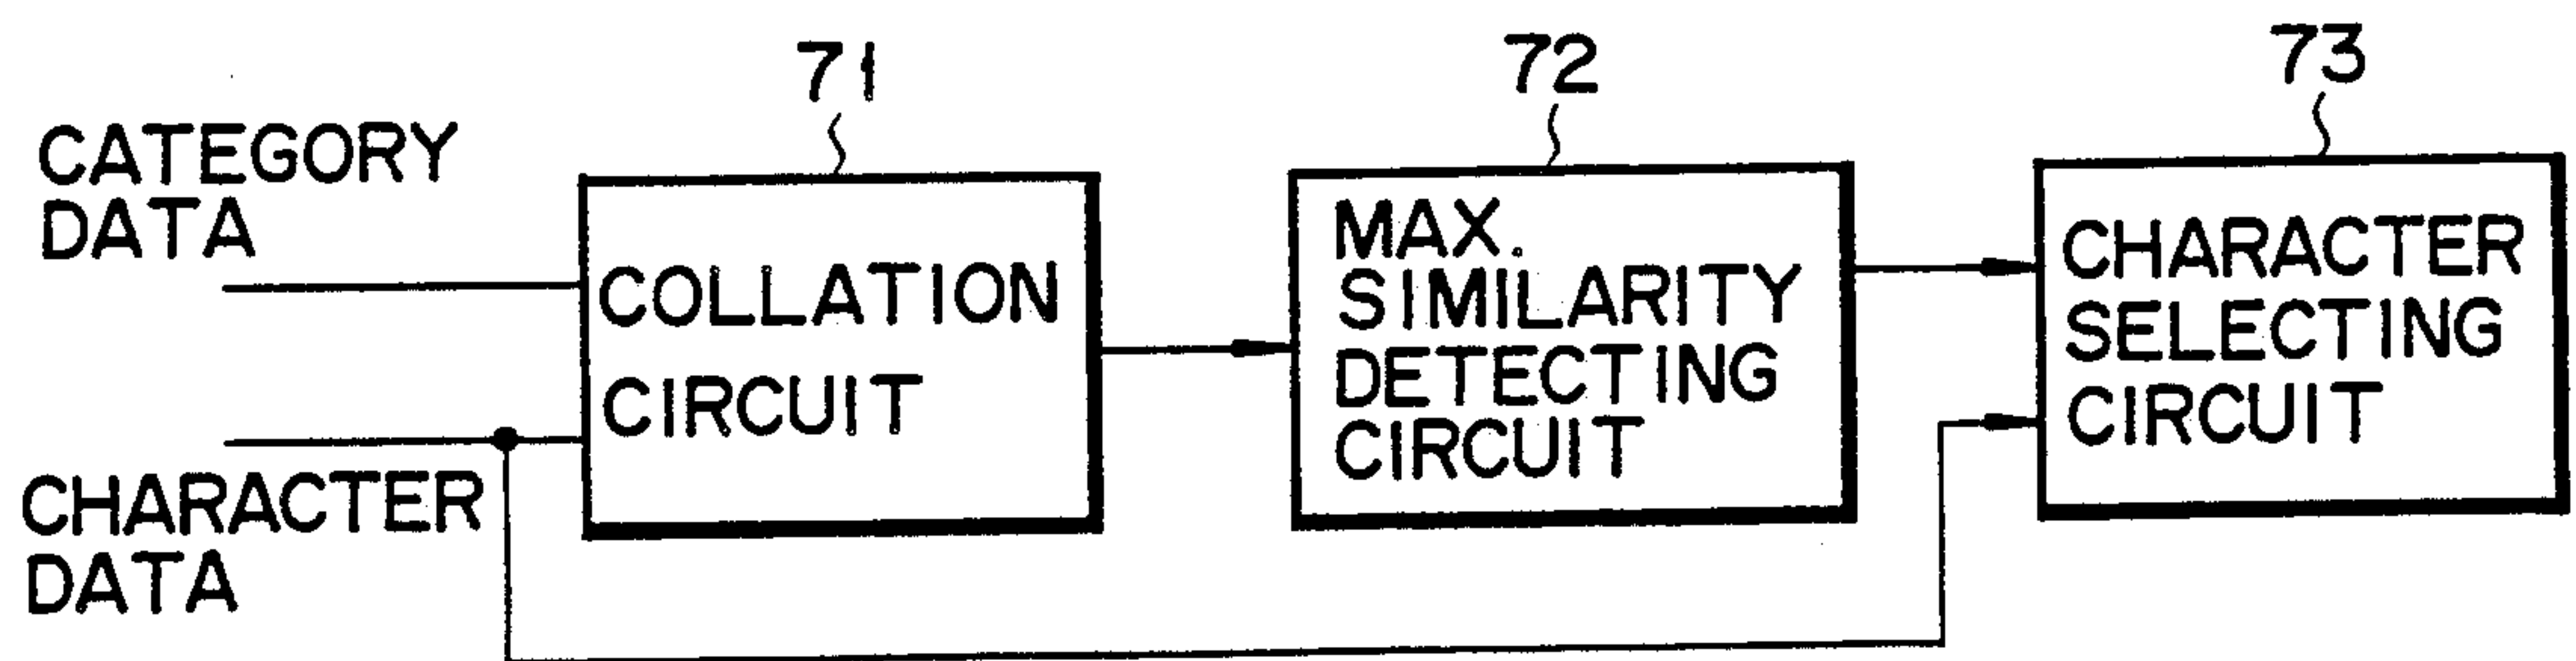 71
72
73
CATEGORY
DATA
COLLATION
CIRCUIT
MAX.
SIMILARITY
DETECTING
CIRCUIT
CHARACTER
SELECTING
CIRCUIT
CHARACTER
DATA